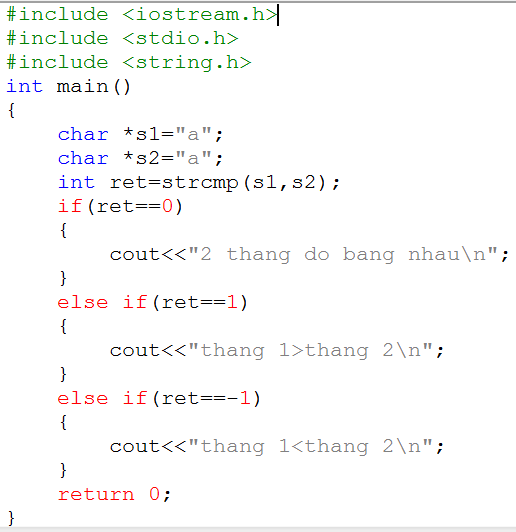 #include <iostream.h>
#include <stdio.h>
#include <string.h>
int main()
{
    char *s1="a";
    char *s2="a";
    int ret=strcmp(s1,s2);
    if(ret==0)
    {
        cout<<"2 thang do bang nhau\n";
    }
    else if(ret==1)
    {
        cout<<"thang 1>thang 2\n";
    }
    else if(ret==-1)
    {
        cout<<"thang 1<thang 2\n";
    }
    return 0;
}